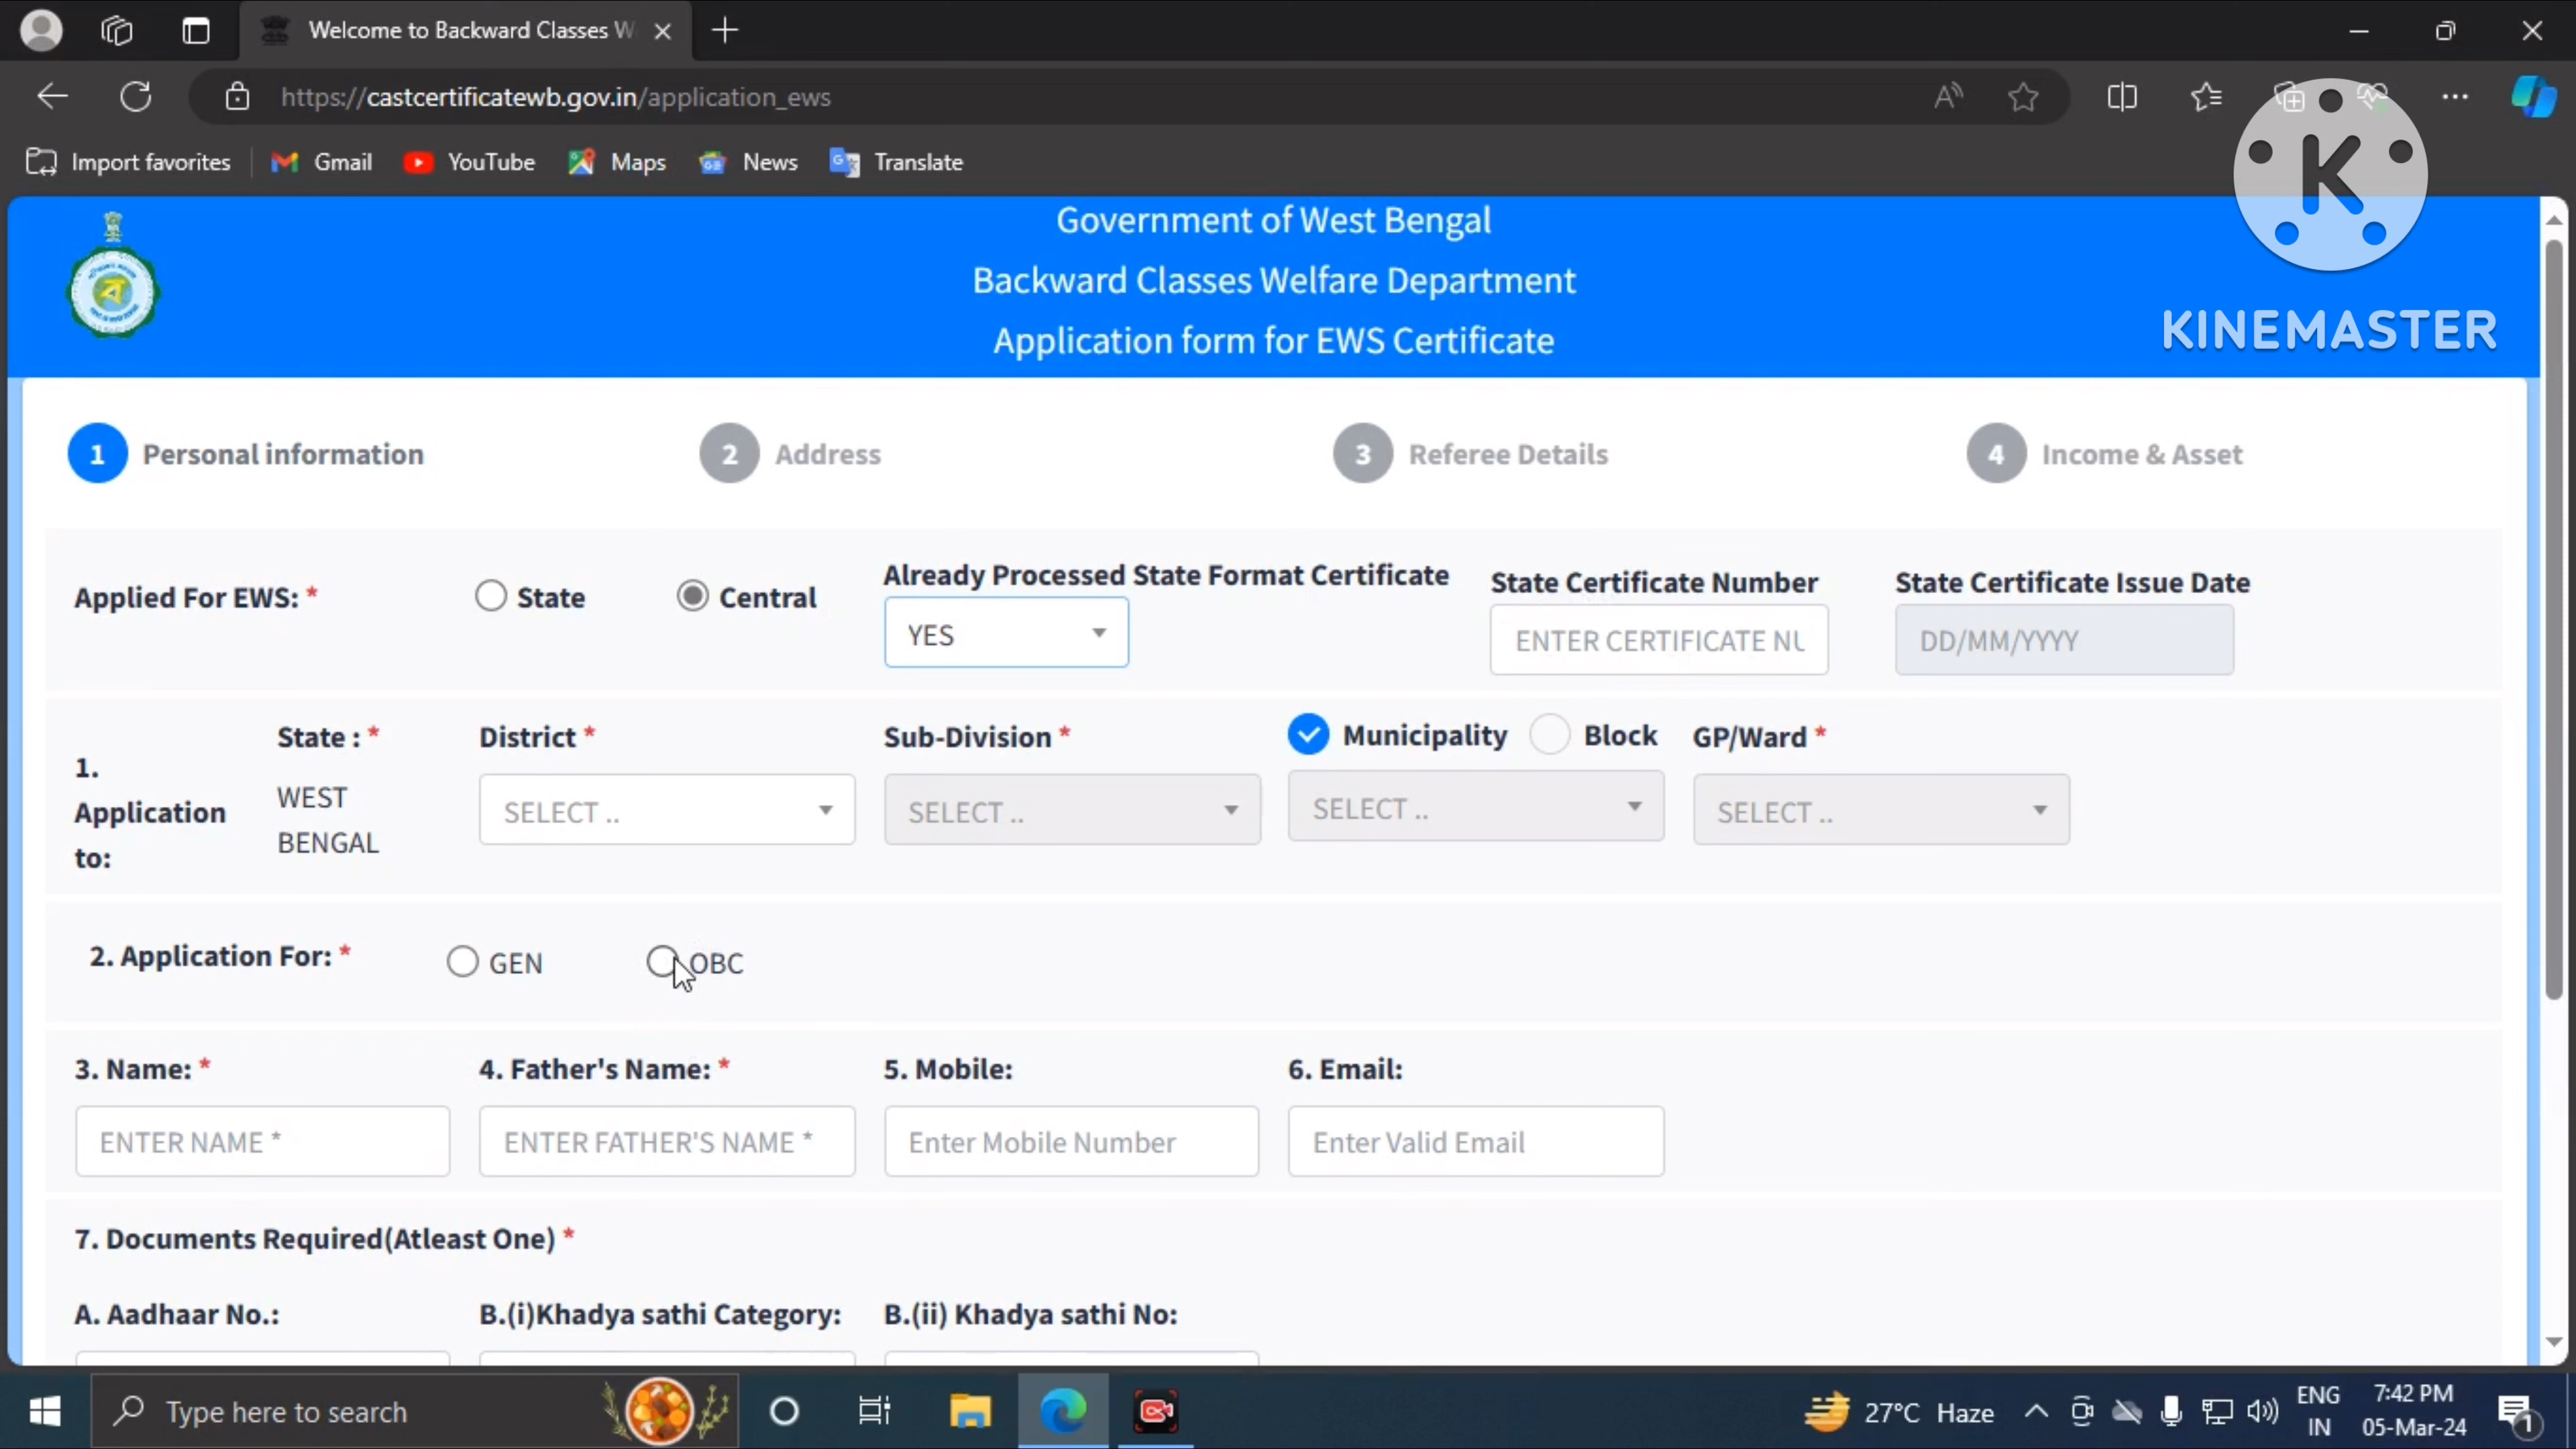 Welcome to Backward Classes W
https://castcertificatewb.gov.in/application_ews
Import favorites Gmail YouTube Maps News Translate
K
KINEMASTER
Government of West Bengal
Backward Classes Welfare Department
Application form for EWS Certificate
1 Personal information 2 Address 3 Referee Details 4 Income & Asset
Applied For EWS: * State Central
Already Processed State Format Certificate
YES
State Certificate Number
ENTER CERTIFICATE NU
State Certificate Issue Date
DD/MM/YYYY
1.
Application
to:
State : *
WEST
BENGAL
District *
SELECT ..
Sub-Division *
SELECT ..
Municipality Block
SELECT ..
GP/Ward *
SELECT ..
2. Application For: * GEN OBC
3. Name: * 4. Father's Name: * 5. Mobile: 6. Email:
ENTER NAME * ENTER FATHER'S NAME * Enter Mobile Number Enter Valid Email
7. Documents Required(Atleast One) *
A. Aadhaar No.: B.(i)Khadya sathi Category: B.(ii) Khadya sathi No:
Type here to search
27°C Haze
ENG
IN
7:42 PM
05-Mar-24
1